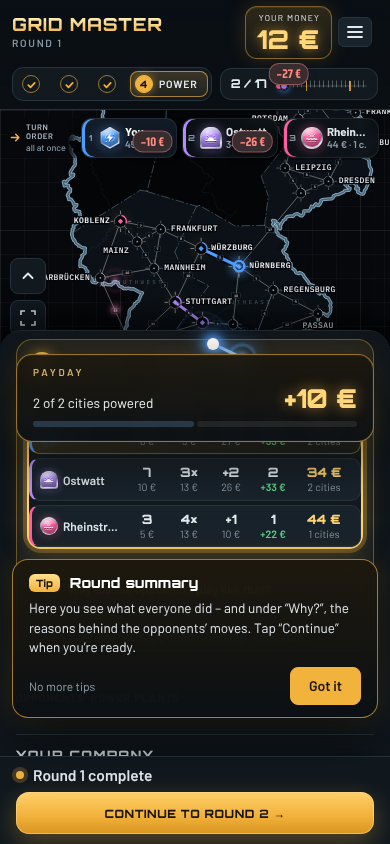 GRID MASTER
ROUND 1
YOUR MONEY
12 €
4 POWER
2 / 17
-27 €
TURN
ORDER
all at once
1 You
-10 €
2 Ostwatt
-26 €
3 Rhein...
44 € · 1 c.
POTSDAM
LEIPZIG
DRESDEN
KOBLENZ
FRANKFURT
MAINZ
WÜRZBURG
MANNHEIM
NÜRNBERG
ARBRÜCKEN
REGENSBURG
STUTTGART
PASSAU
PAYDAY
2 of 2 cities powered
+10 €
Ostwatt 7 3x +2 2 34 €
10 € 13 € 26 € +33 € 2 cities
Rheinstr... 3 4x +1 1 44 €
5 € 13 € 10 € +22 € 1 cities
Tip Round summary
Here you see what everyone did – and under “Why?”, the
reasons behind the opponents’ moves. Tap “Continue”
when you’re ready.
No more tips
Got it
YOUR COMPANY
Round 1 complete
CONTINUE TO ROUND 2 →